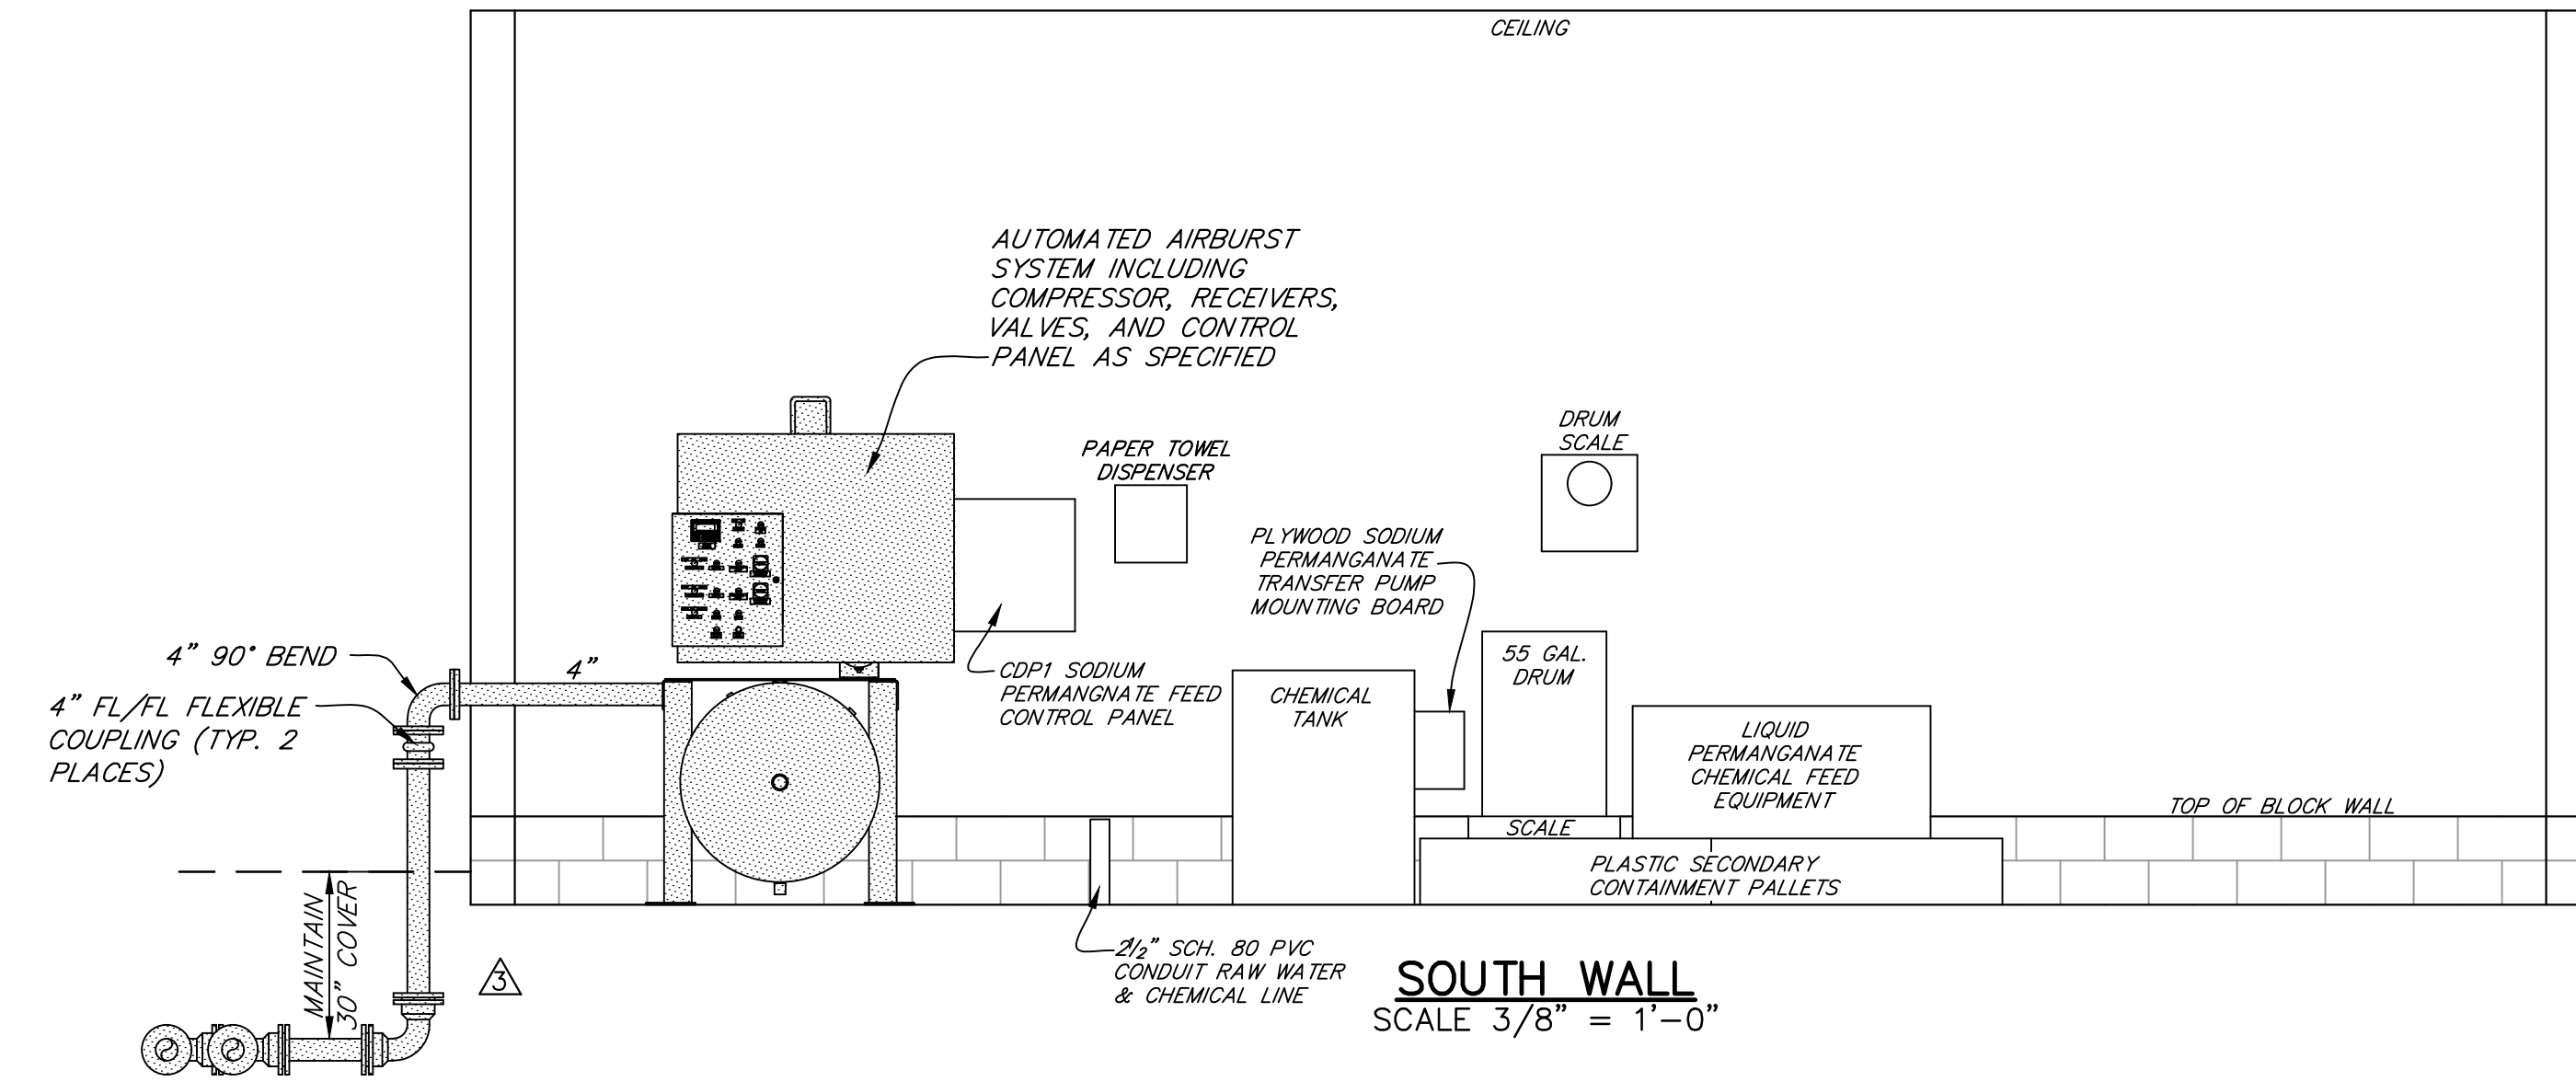 CEILING
AUTOMATED AIRBURST
SYSTEM INCLUDING
COMPRESSOR, RECEIVERS,
VALVES, AND CONTROL
PANEL AS SPECIFIED
PAPER TOWEL
DISPENSER
DRUM
SCALE
PLYWOOD SODIUM
PERMANGANATE
TRANSFER PUMP
MOUNTING BOARD
4" 90° BEND
4"
4" FL/FL FLEXIBLE
COUPLING (TYP. 2
PLACES)
CDP1 SODIUM
PERMANGNATE FEED
CONTROL PANEL
CHEMICAL
TANK
55 GAL.
DRUM
LIQUID
PERMANGANATE
CHEMICAL FEED
EQUIPMENT
TOP OF BLOCK WALL
SCALE
PLASTIC SECONDARY
CONTAINMENT PALLETS
MAINTAIN
30" COVER
3
2½" SCH. 80 PVC
CONDUIT RAW WATER
& CHEMICAL LINE
SOUTH WALL
SCALE 3/8" = 1'-0"